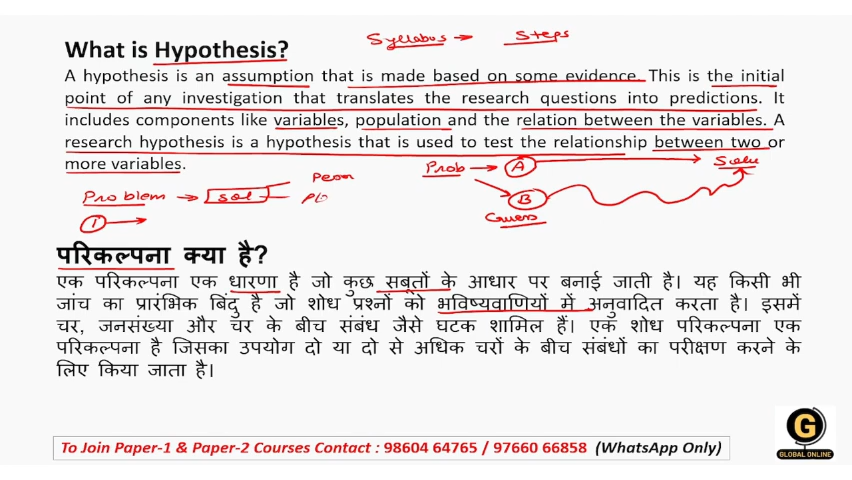 Syllabus → Steps
What is Hypothesis?
A hypothesis is an assumption that is made based on some evidence. This is the initial
point of any investigation that translates the research questions into predictions. It
includes components like variables, population and the relation between the variables. A
research hypothesis is a hypothesis that is used to test the relationship between two or
more variables.
Prob → A → Solu
Problem → sol
B
1 →
Guess
परिकल्पना क्या है?
एक परिकल्पना एक धारणा है जो कुछ सबूतों के आधार पर बनाई जाती है। यह किसी भी
जांच का प्रारंभिक बिंदु है जो शोध प्रश्नों को भविष्यवाणियों में अनुवादित करता है। इसमें
चर, जनसंख्या और चर के बीच संबंध जैसे घटक शामिल हैं। एक शोध परिकल्पना एक
परिकल्पना है जिसका उपयोग दो या दो से अधिक चरों के बीच संबंधों का परीक्षण करने के
लिए किया जाता है।
To Join Paper-1 & Paper-2 Courses Contact : 98604 64765 / 97660 66858 (WhatsApp Only)
G
GLOBAL ONLINE